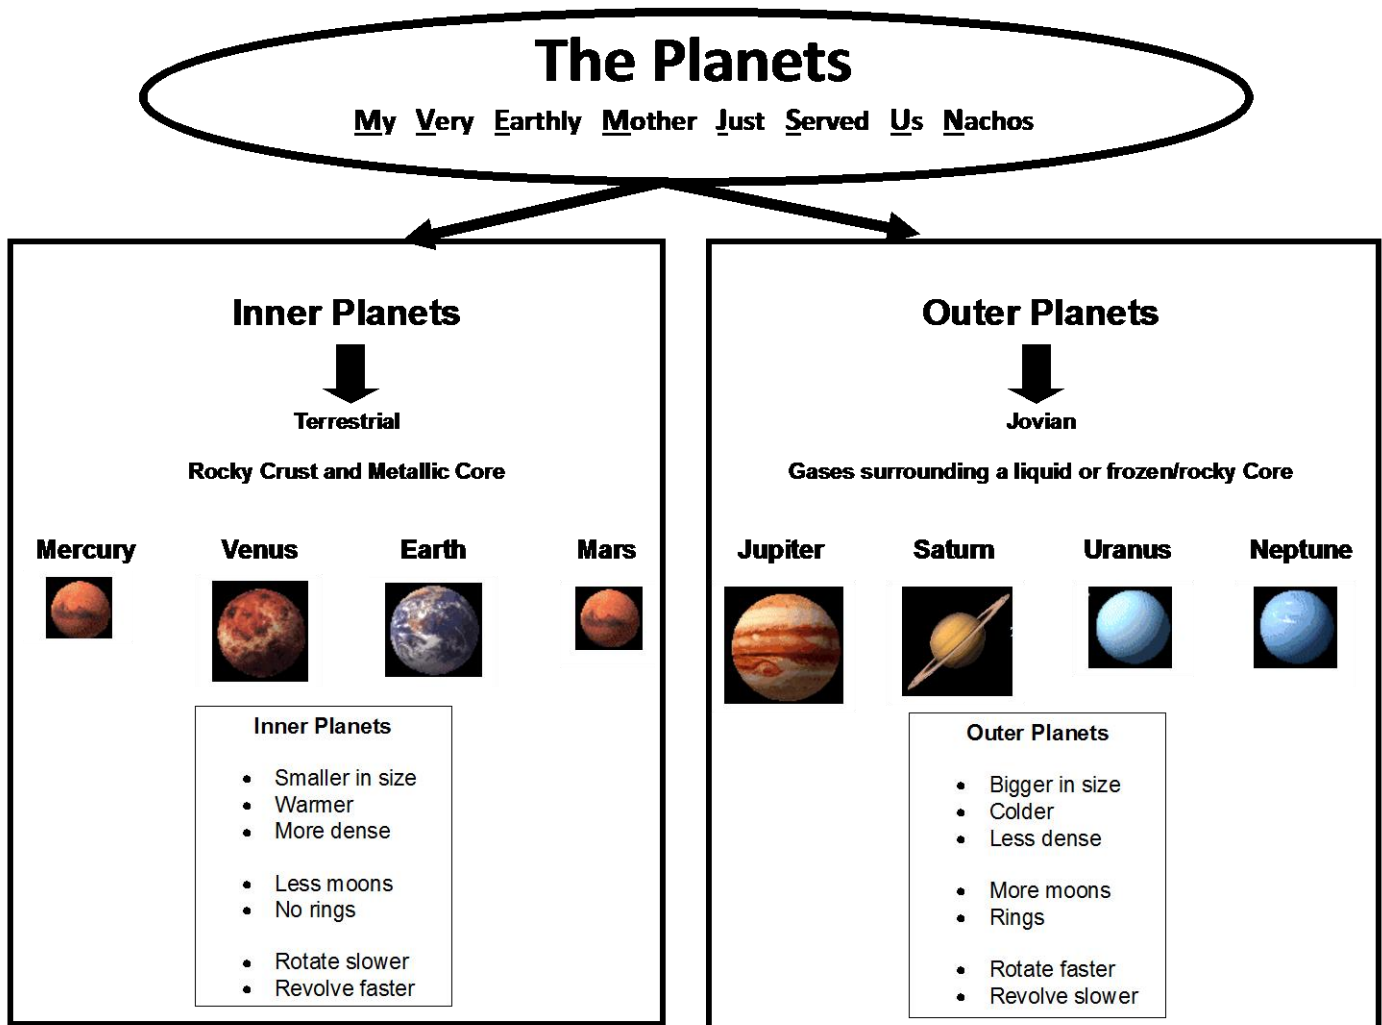 The Planets
My Very Earthly Mother Just Served Us Nachos
Inner Planets
Terrestrial
Rocky Crust and Metallic Core
Mercury Venus Earth Mars
Inner Planets
• Smaller in size
• Warmer
• More dense
• Less moons
• No rings
• Rotate slower
• Revolve faster
Outer Planets
Jovian
Gases surrounding a liquid or frozen/rocky Core
Jupiter Saturn Uranus Neptune
Outer Planets
• Bigger in size
• Colder
• Less dense
• More moons
• Rings
• Rotate faster
• Revolve slower